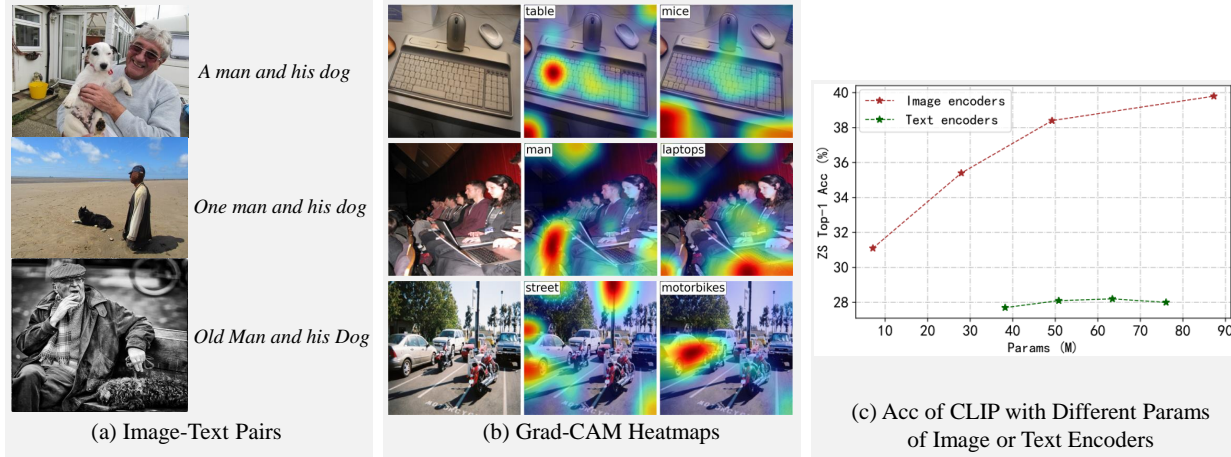 A man and his dog
One man and his dog
Old Man and his Dog
(a) Image-Text Pairs
table
mice
man
laptops
street
motorbikes
(b) Grad-CAM Heatmaps
Image encoders
Text encoders
ZS Top-1 Acc (%)
40
38
36
34
32
30
28
10 20 30 40 50 60 70 80 90
Params (M)
(c) Acc of CLIP with Different Params
of Image or Text Encoders